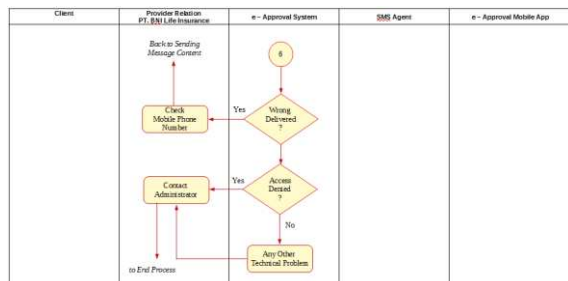 Client
Provider Relation
PT. BNI Life Insurance
e – Approval System
SMS Agent
e – Approval Mobile App
Back to Sending
Message Content
6
Check
Mobile Phone
Number
Yes
Wrong
Delivered
?
Contact
Administrator
Yes
Access
Denied
?
No
Any Other
Technical Problem
to End Process